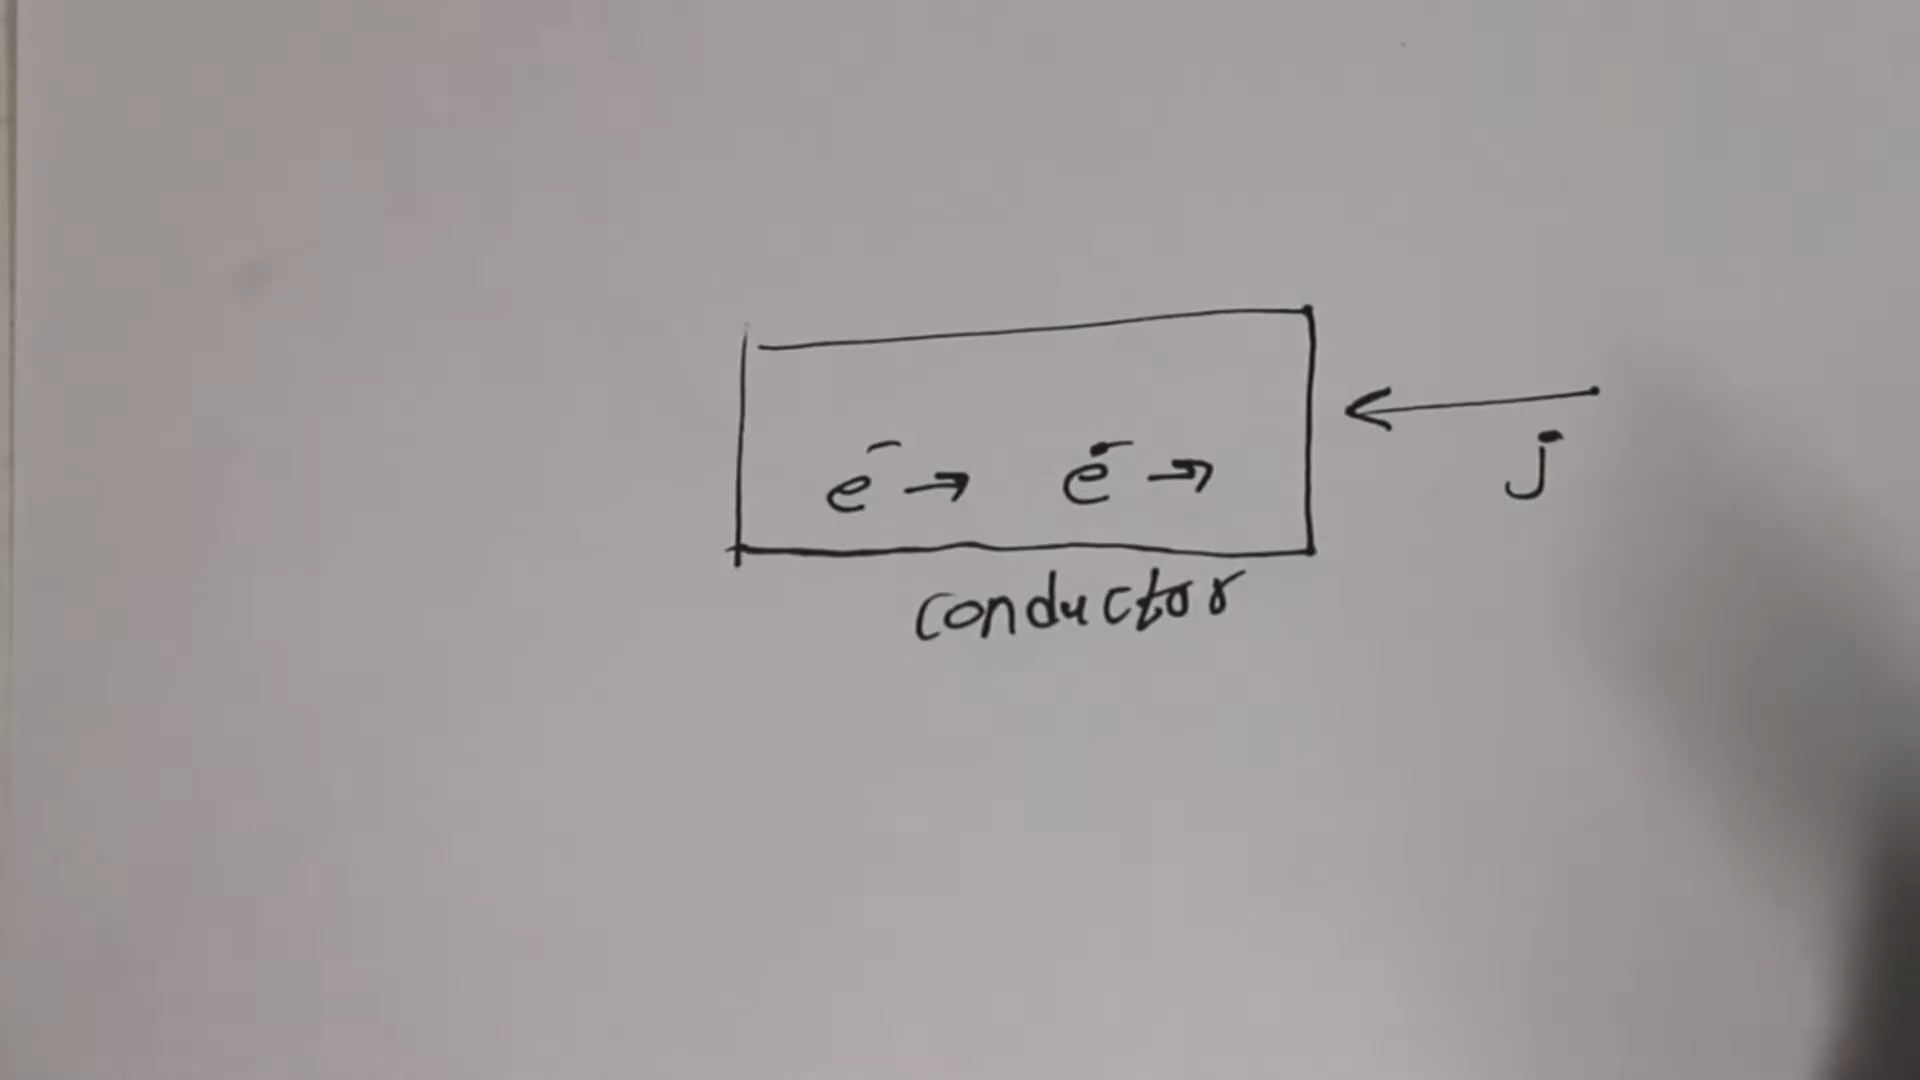 e⁻ → e⁻ →
j
conductor